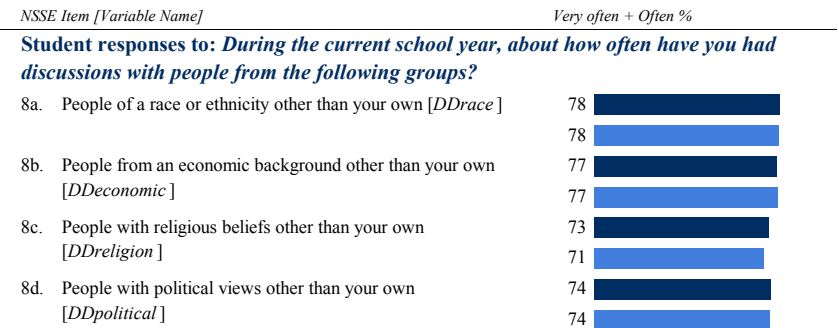 NSSE Item [Variable Name] Very often + Often %
Student responses to: During the current school year, about how often have you had
discussions with people from the following groups?
8a. People of a race or ethnicity other than your own [DDrace ] 78
78
8b. People from an economic background other than your own 77
[DDeconomic ] 77
8c. People with religious beliefs other than your own 73
[DDreligion ] 71
8d. People with political views other than your own 74
[DDpolitical ] 74